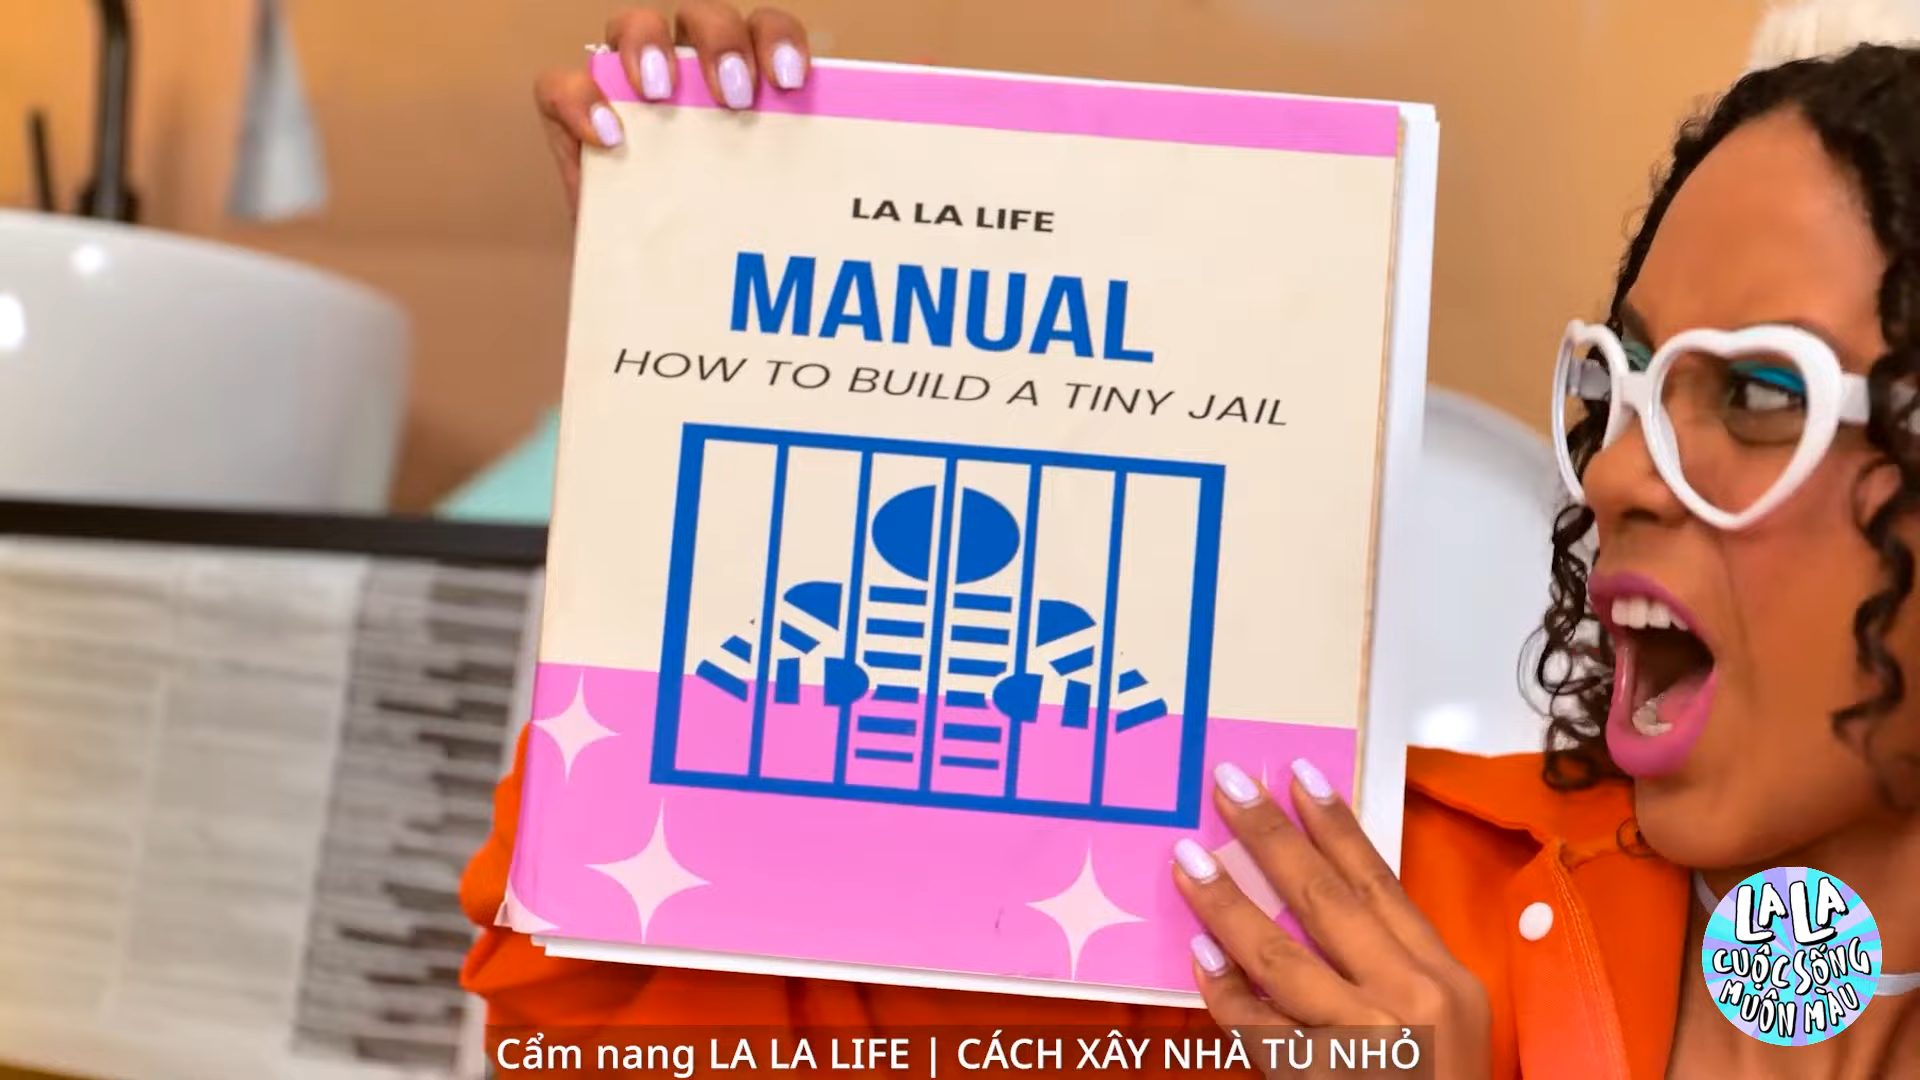 LA LA LIFE
MANUAL
HOW TO BUILD A TINY JAIL
LA LA
CUỘC SỐNG
MUÔN MÀU
Cẩm nang LA LA LIFE | CÁCH XÂY NHÀ TÙ NHỎ